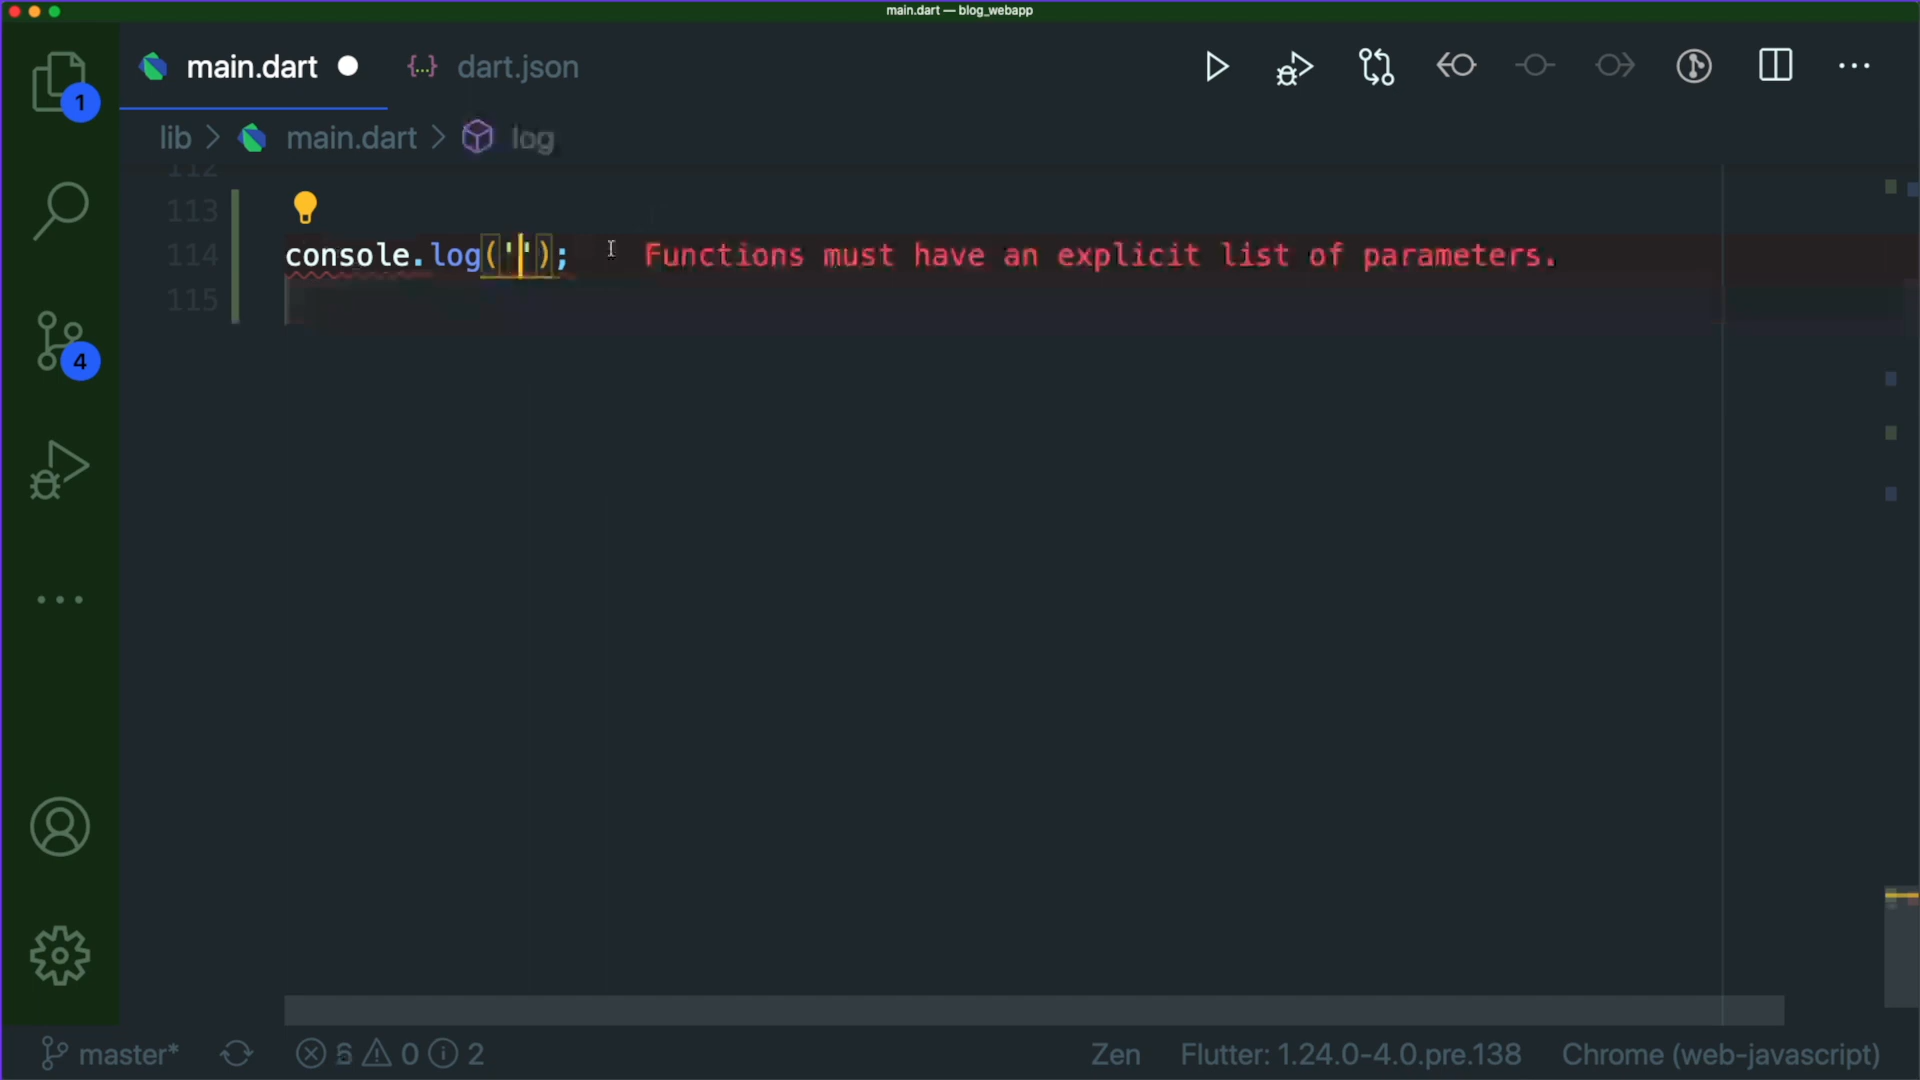 main.dart — blog_webapp
main.dart
{..} dart.json
1
lib > main.dart > log
112
113
114 console.log(''); Functions must have an explicit list of parameters.
115
4
master* 0 2 Zen Flutter: 1.24.0-4.0.pre.138 Chrome (web-javascript)